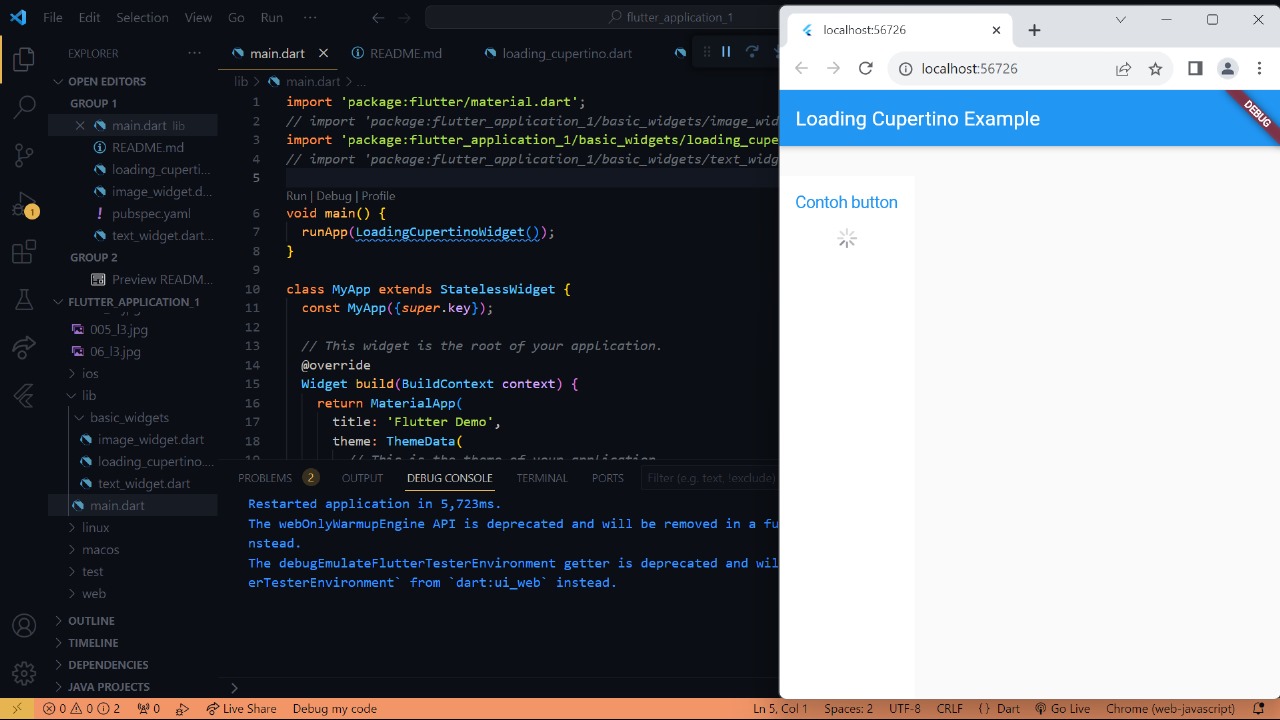 File Edit Selection View Go Run ···
flutter_application_1
EXPLORER
OPEN EDITORS
GROUP 1
main.dart lib
README.md
loading_cuperti...
image_widget.d...
pubspec.yaml
text_widget.dart...
GROUP 2
Preview READM...
FLUTTER_APPLICATION_1
005_l3.jpg
06_l3.jpg
ios
lib
basic_widgets
image_widget.dart
loading_cupertino....
text_widget.dart
main.dart
linux
macos
test
web
OUTLINE
TIMELINE
DEPENDENCIES
JAVA PROJECTS
1
main.dart README.md loading_cupertino.dart
lib > main.dart > ...
1 import 'package:flutter/material.dart';
2 // import 'package:flutter_application_1/basic_widgets/image_wid
3 import 'package:flutter_application_1/basic_widgets/loading_cupe
4 // import 'package:flutter_application_1/basic_widgets/text_widg
5
Run | Debug | Profile
6 void main() {
7 runApp(LoadingCupertinoWidget());
8 }
9
10 class MyApp extends StatelessWidget {
11 const MyApp({super.key});
12
13 // This widget is the root of your application.
14 @override
15 Widget build(BuildContext context) {
16 return MaterialApp(
17 title: 'Flutter Demo',
18 theme: ThemeData(
19 // This is the theme of your application
PROBLEMS 2 OUTPUT DEBUG CONSOLE TERMINAL PORTS Filter (e.g. text, !exclude)
Restarted application in 5,723ms.
The webOnlyWarmupEngine API is deprecated and will be removed in a fu
nstead.
The debugEmulateFlutterTesterEnvironment getter is deprecated and wil
erTesterEnvironment` from `dart:ui_web` instead.
localhost:56726
localhost:56726
Loading Cupertino Example
DEBUG
Contoh button
0 0 2 0 Live Share Debug my code Ln 5, Col 1 Spaces: 2 UTF-8 CRLF {} Dart Go Live Chrome (web-javascript)